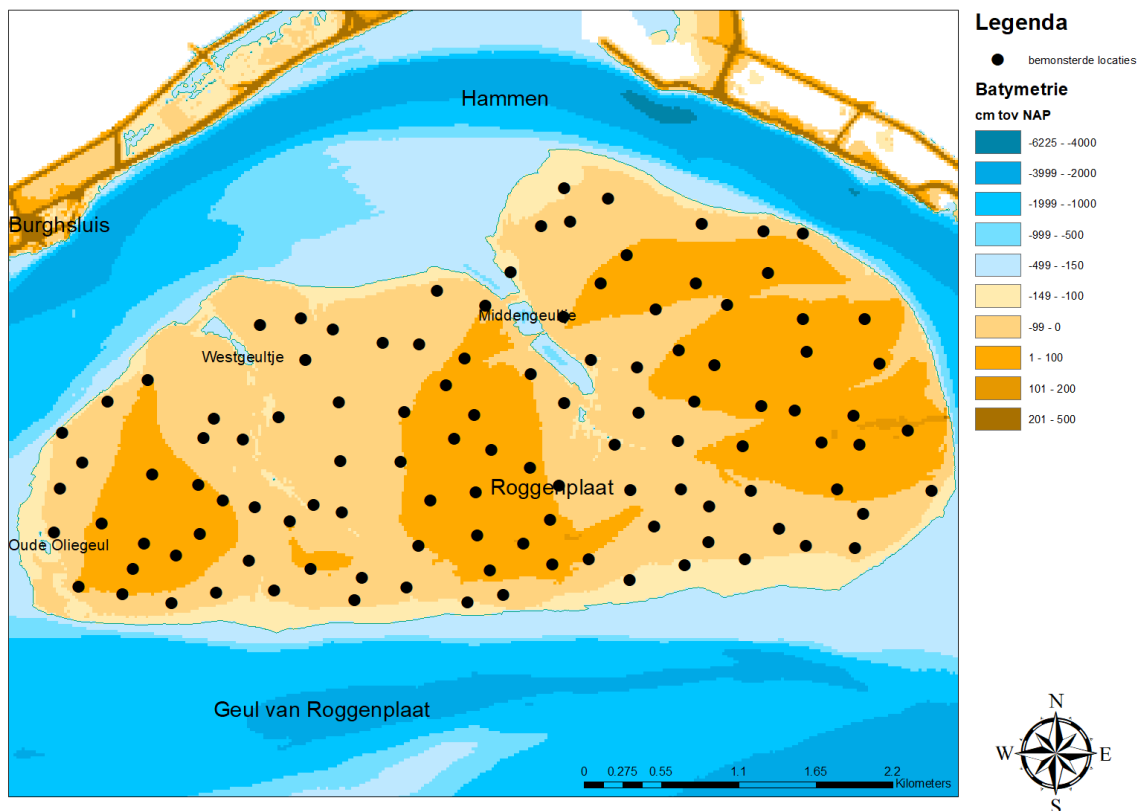 Hammen
Burghsluis
Middengeultje
Westgeultje
Roggenplaat
Oude Oliegeul
Geul van Roggenplaat
0 0.275 0.55 1.1 1.65 2.2
Kilometers
Legenda
bemonsterde locaties
Batymetrie
cm tov NAP
-6225 - -4000
-3999 - -2000
-1999 - -1000
-999 - -500
-499 - -150
-149 - -100
-99 - 0
1 - 100
101 - 200
201 - 500
N
W E
S